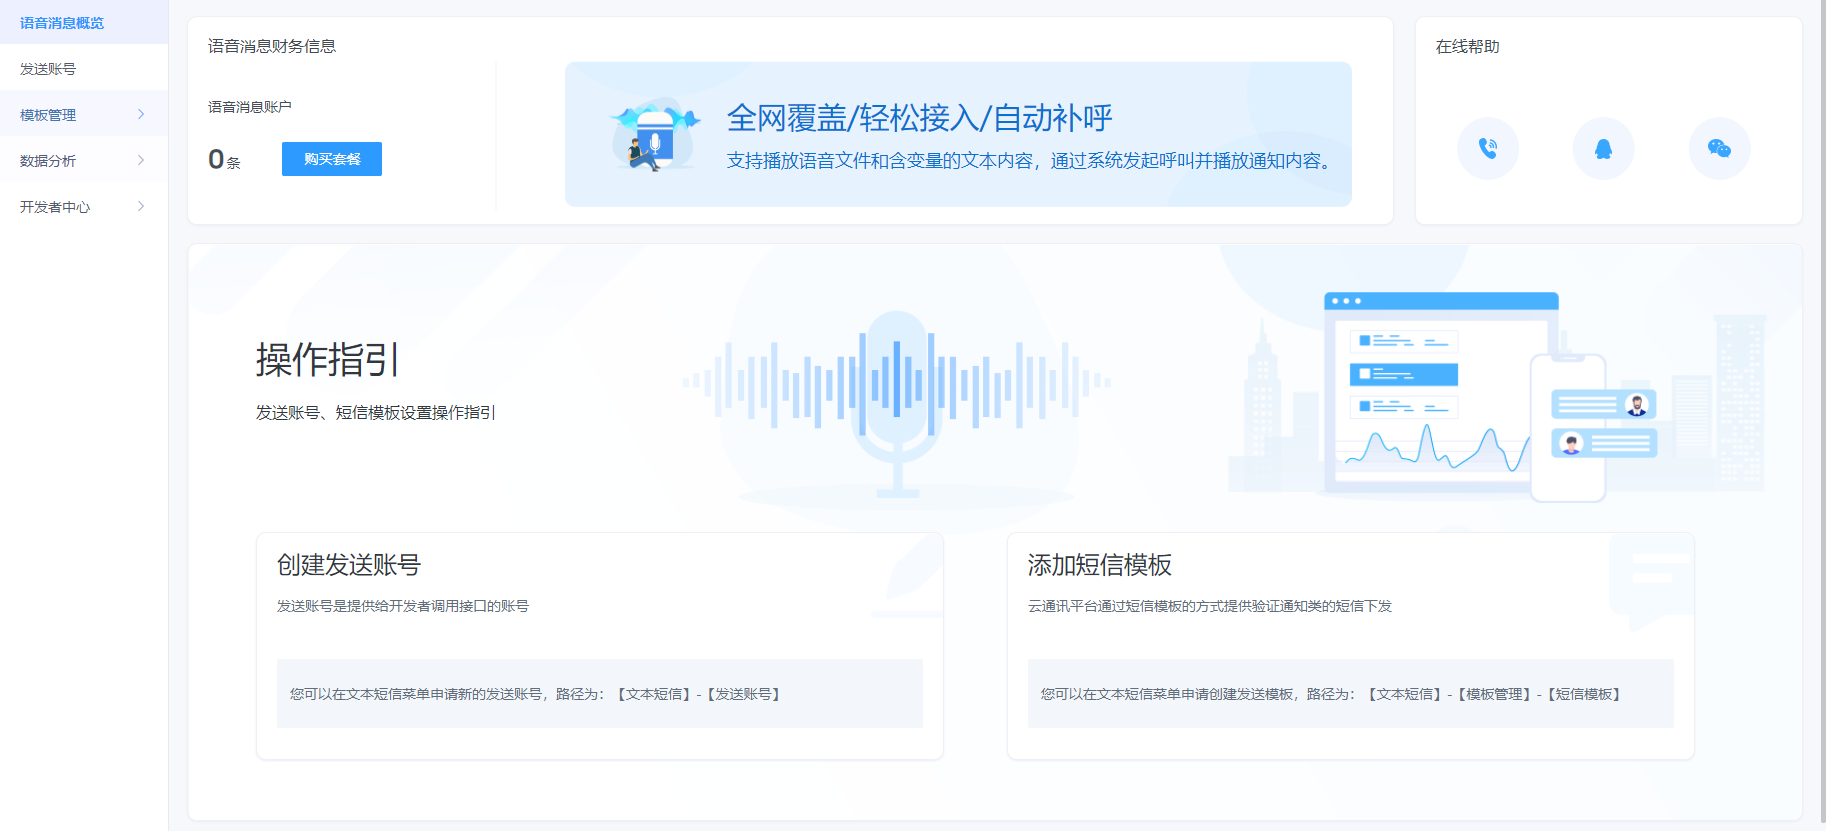 语音消息概览
发送账号
模板管理
数据分析
开发者中心
语音消息财务信息
语音消息账户
0条
购买套餐
全网覆盖/轻松接入/自动补呼
支持播放语音文件和含变量的文本内容，通过系统发起呼叫并播放通知内容。
在线帮助
操作指引
发送账号、短信模板设置操作指引
创建发送账号
发送账号是提供给开发者调用接口的账号
您可以在文本短信菜单申请新的发送账号，路径为：【文本短信】-【发送账号】
添加短信模板
云通讯平台通过短信模板的方式提供验证通知类的短信下发
您可以在文本短信菜单申请创建发送模板，路径为：【文本短信】-【模板管理】-【短信模板】